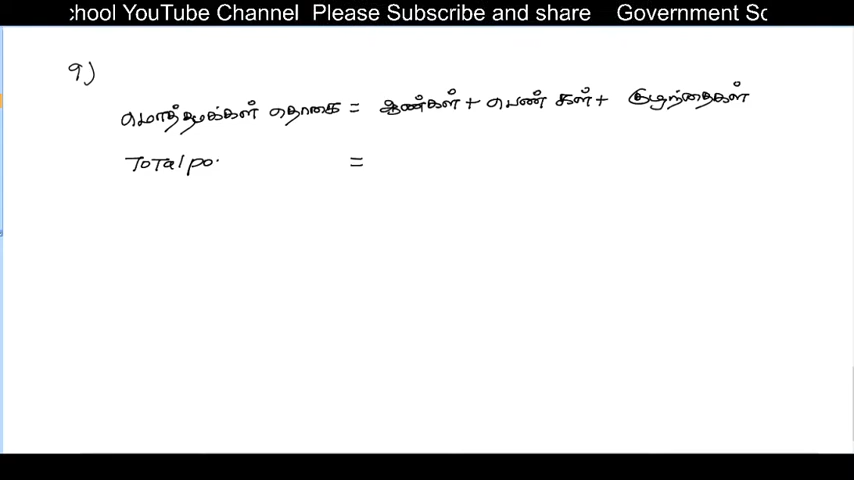 chool YouTube Channel Please Subscribe and share Government Sc
9)
மொத்தமக்கள் தொகை = ஆண்கள் + பெண் கள் + குழந்தைகள்
Total po. =